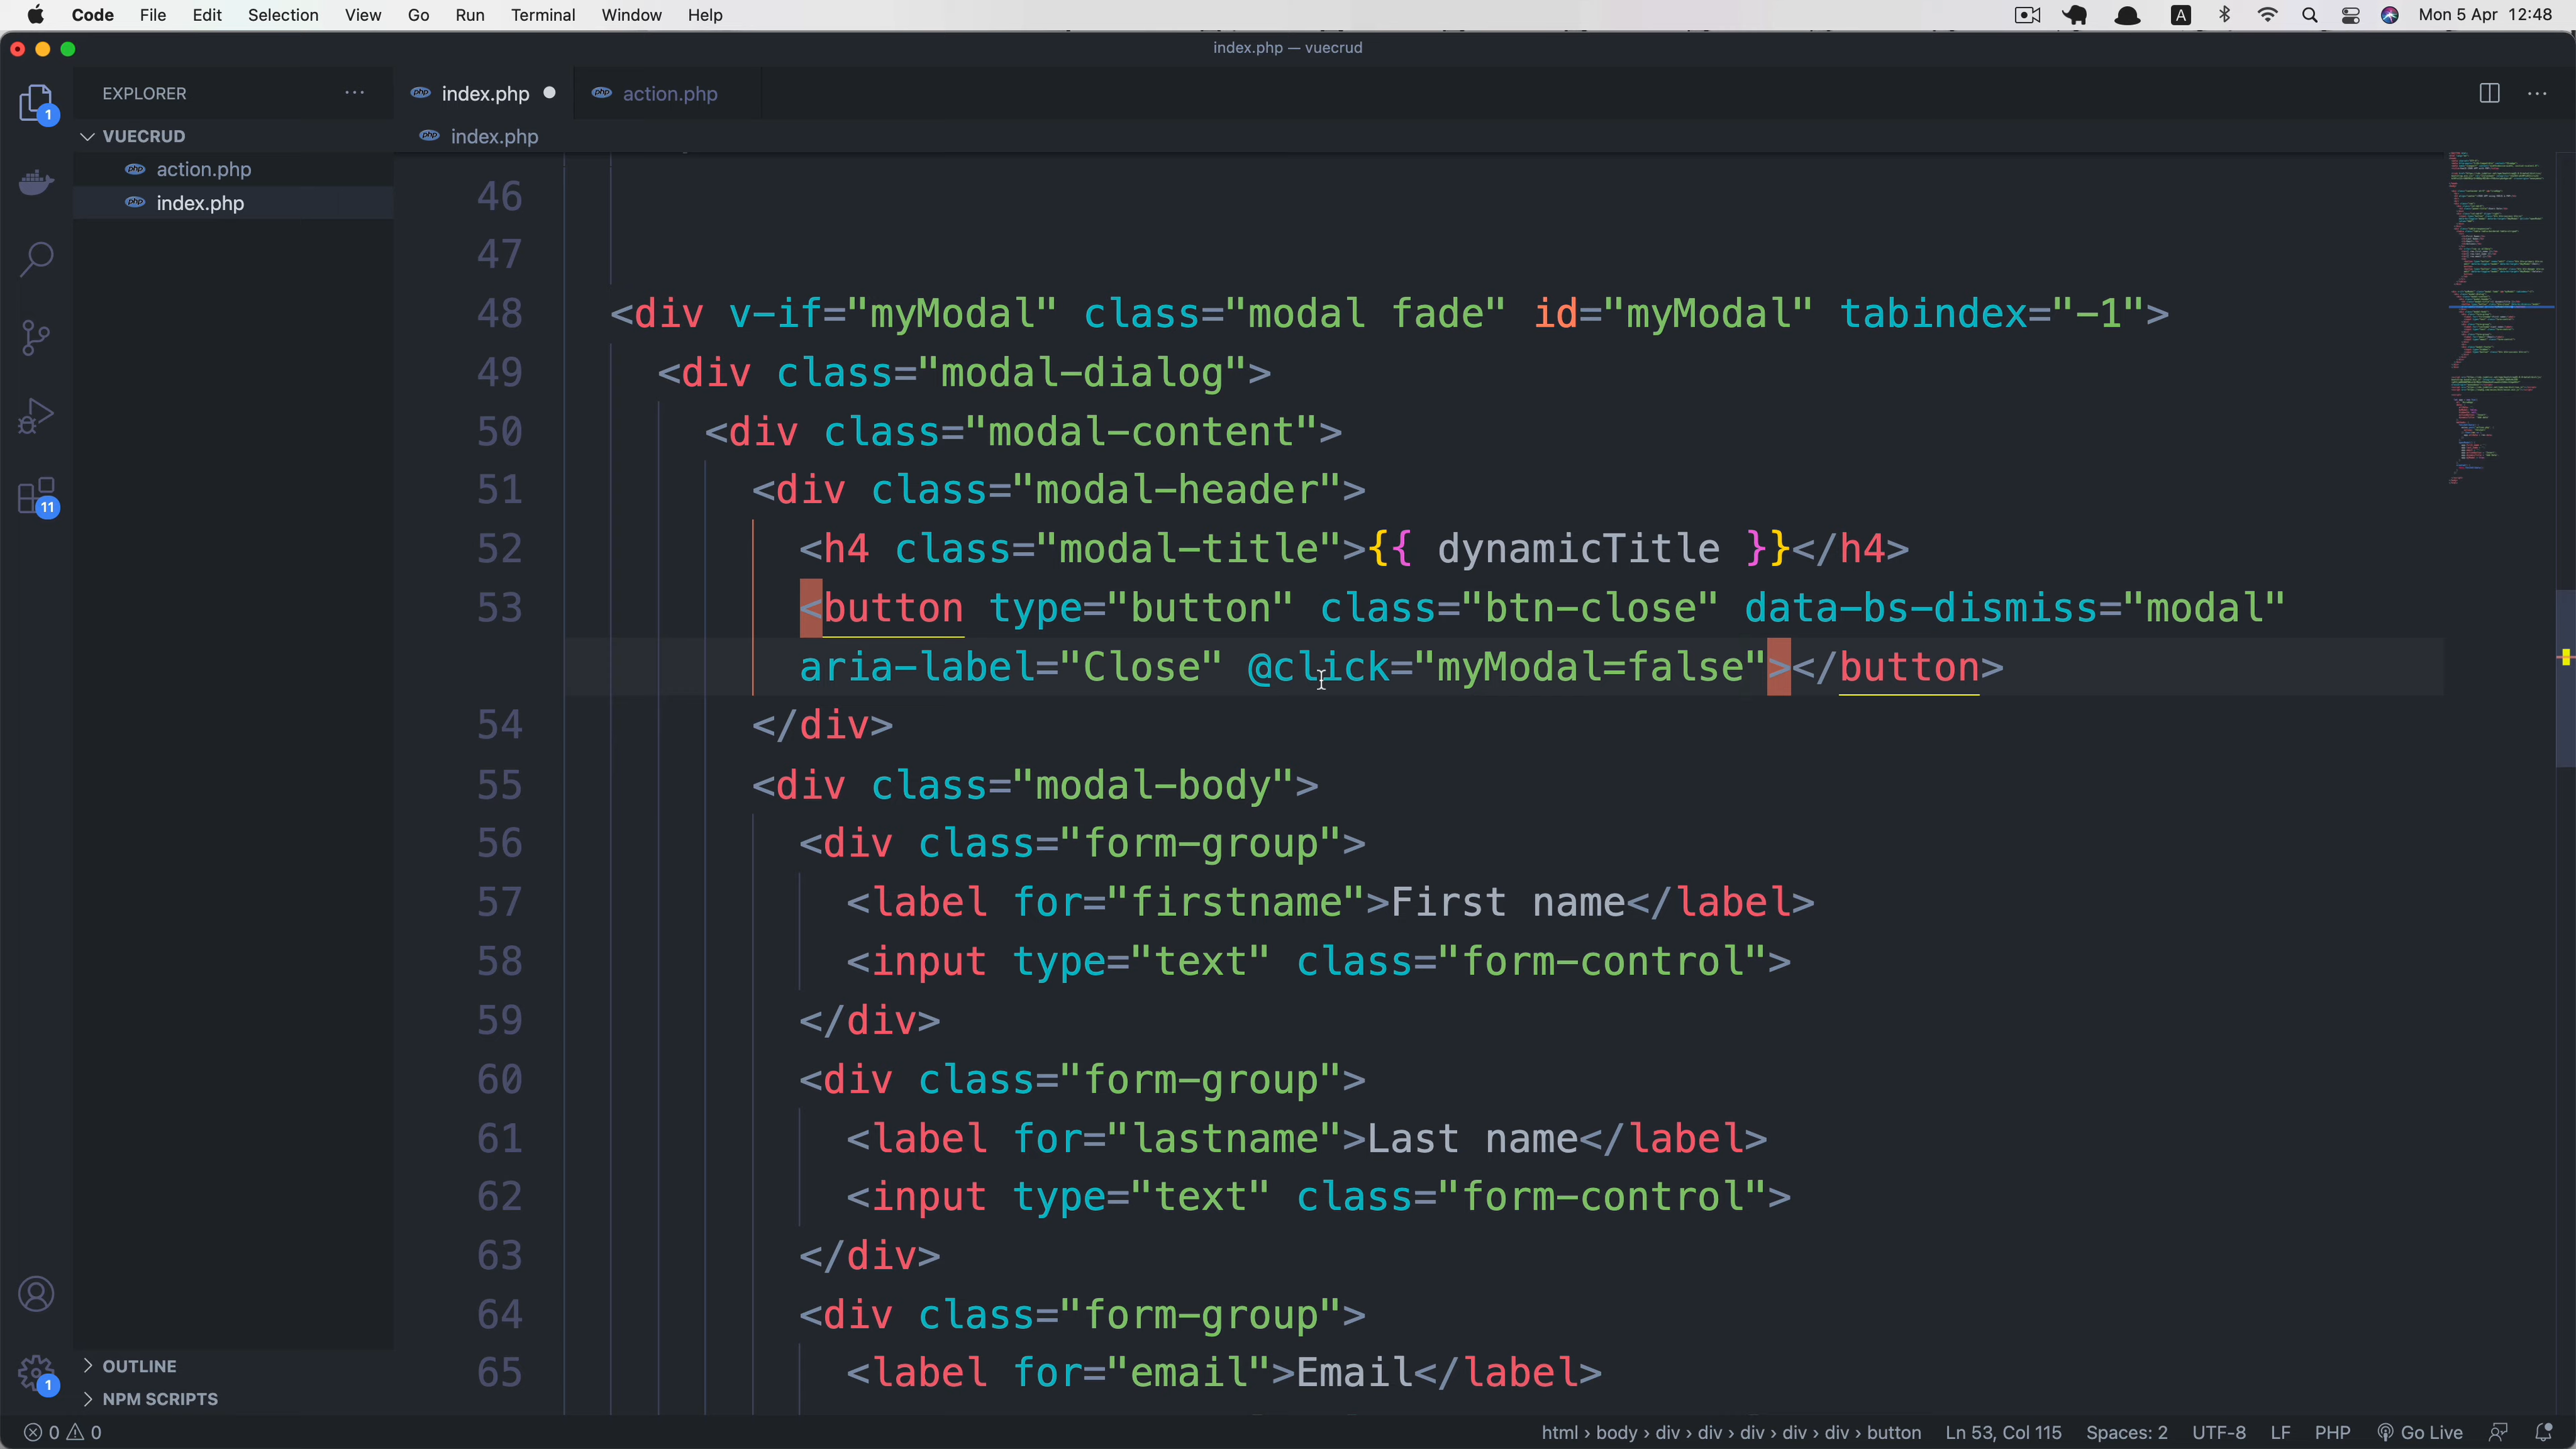 Code File Edit Selection View Go Run Terminal Window Help A Mon 5 Apr 12:48
index.php — vuecrud
EXPLORER ···
index.php action.php ···
1
VUECRUD
index.php
action.php
index.php
11
46
47
48 <div v-if="myModal" class="modal fade" id="myModal" tabindex="-1">
49 <div class="modal-dialog">
50 <div class="modal-content">
51 <div class="modal-header">
52 <h4 class="modal-title">{{ dynamicTitle }}</h4>
53 <button type="button" class="btn-close" data-bs-dismiss="modal"
aria-label="Close" @click="myModal=false"></button>
54 </div>
55 <div class="modal-body">
56 <div class="form-group">
57 <label for="firstname">First name</label>
58 <input type="text" class="form-control">
59 </div>
60 <div class="form-group">
61 <label for="lastname">Last name</label>
62 <input type="text" class="form-control">
63 </div>
64 <div class="form-group">
65 <label for="email">Email</label>
OUTLINE
1
NPM SCRIPTS
0 0 html › body › div › div › div › div › div › button Ln 53, Col 115 Spaces: 2 UTF-8 LF PHP Go Live